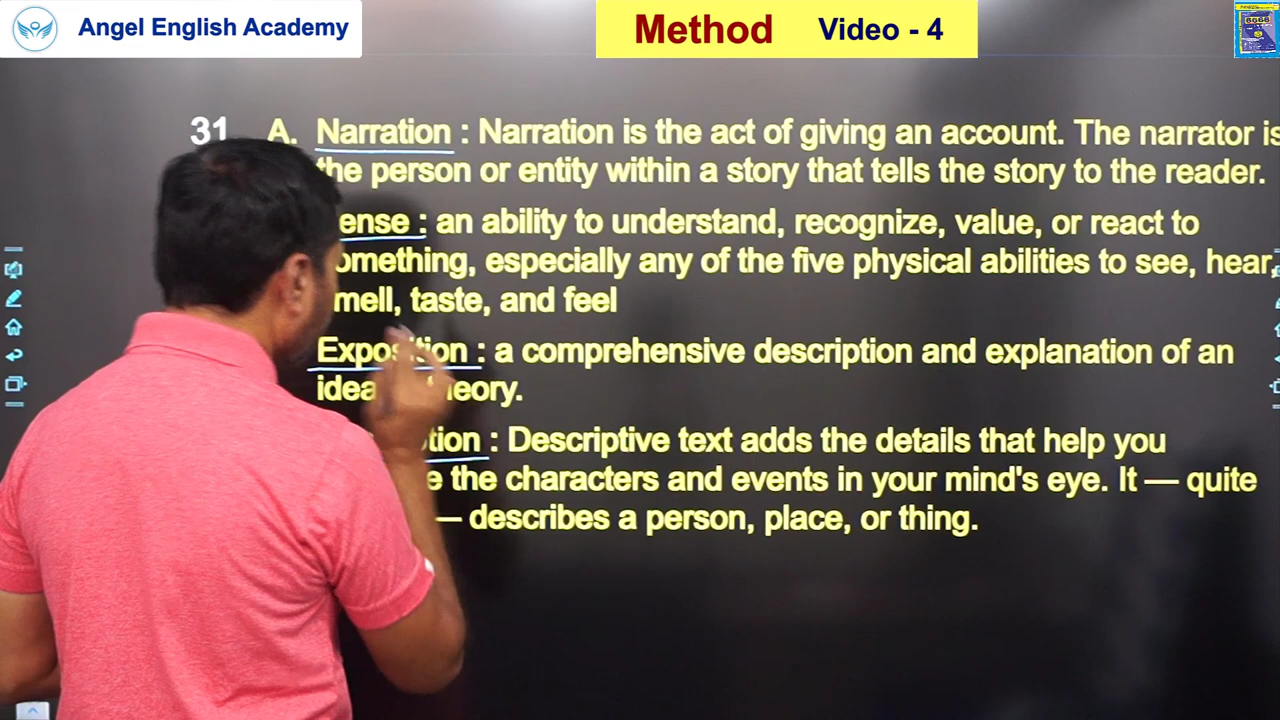 Angel English Academy
Method Video - 4
31 A. Narration : Narration is the act of giving an account. The narrator is
the person or entity within a story that tells the story to the reader.
ense : an ability to understand, recognize, value, or react to
omething, especially any of the five physical abilities to see, hear,
mell, taste, and feel
Exposition : a comprehensive description and explanation of an
idea heory.
tion : Descriptive text adds the details that help you
e the characters and events in your mind's eye. It — quite
— describes a person, place, or thing.